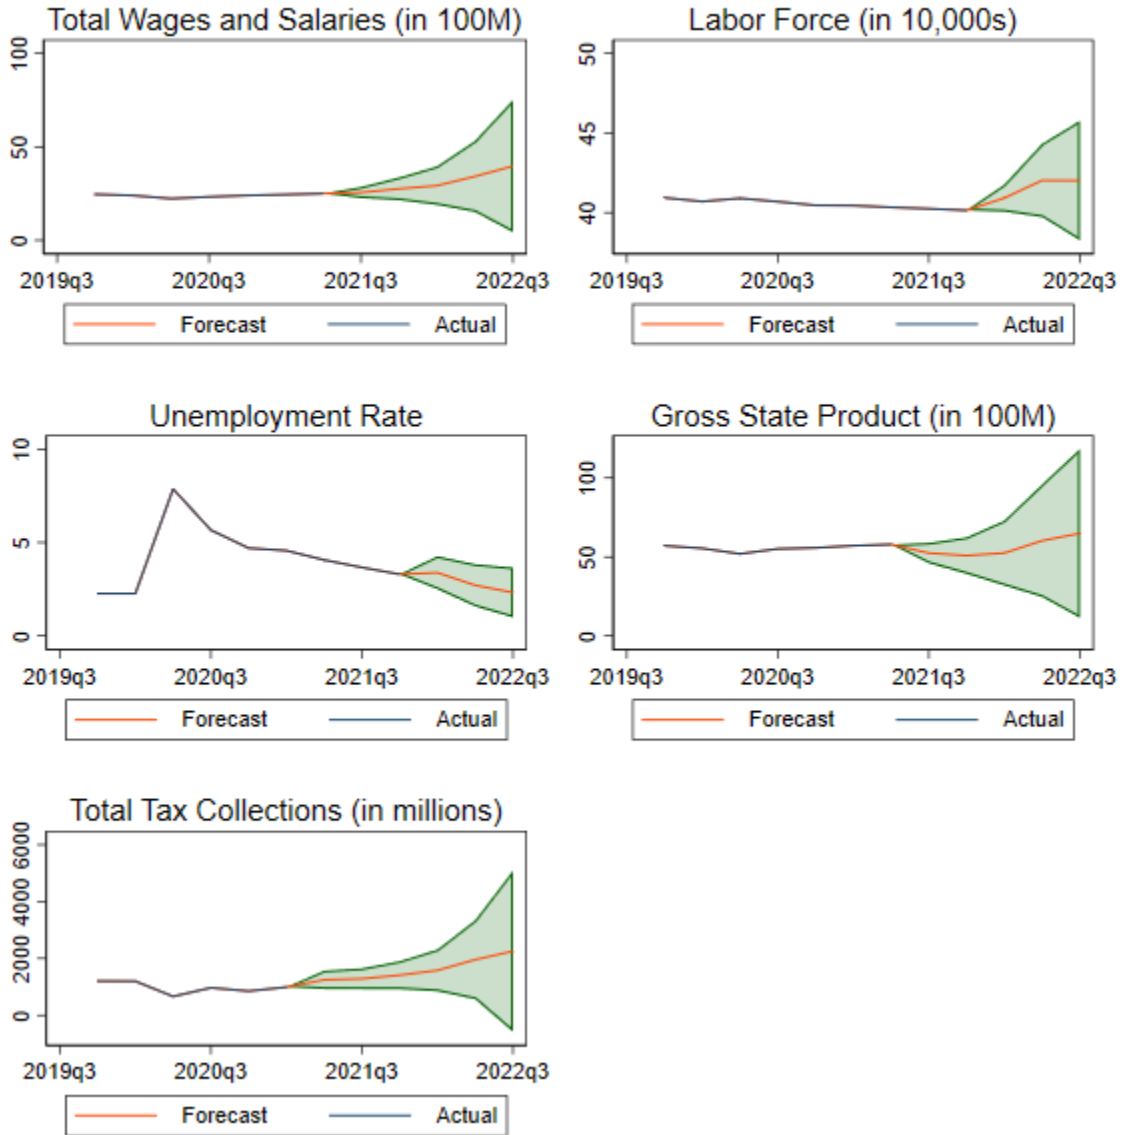 Total Wages and Salaries (in 100M)
100
50
0
2019q3 2020q3 2021q3 2022q3
Forecast Actual
Labor Force (in 10,000s)
50
45
40
2019q3 2020q3 2021q3 2022q3
Forecast Actual
Unemployment Rate
10
5
0
2019q3 2020q3 2021q3 2022q3
Forecast Actual
Gross State Product (in 100M)
100
50
0
2019q3 2020q3 2021q3 2022q3
Forecast Actual
Total Tax Collections (in millions)
6000
4000
2000
0
2019q3 2020q3 2021q3 2022q3
Forecast Actual